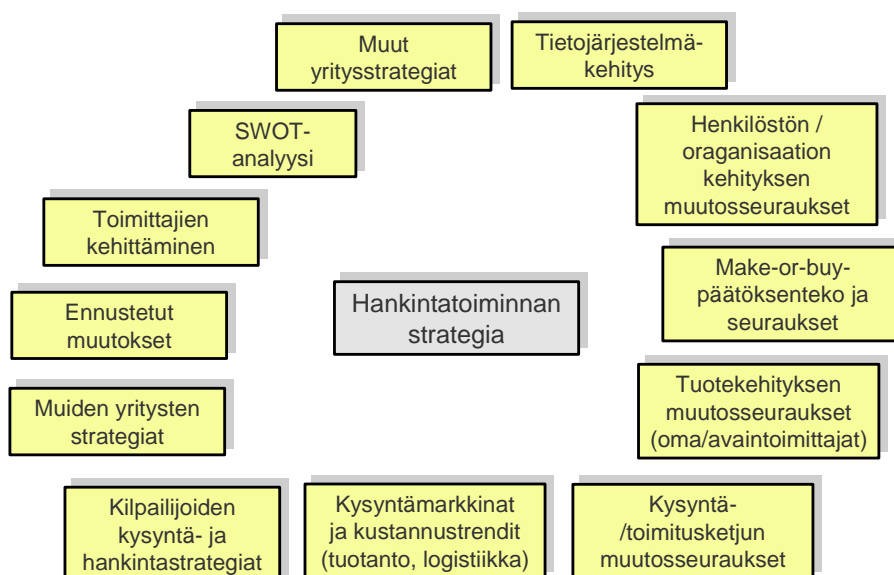 Muut
yritysstrategiat
Tietojärjestelmä-
kehitys
SWOT-
analyysi
Henkilöstön /
oraganisaation
kehityksen
muutosseuraukset
Toimittajien
kehittäminen
Make-or-buy-
päätöksenteko ja
seuraukset
Ennustetut
muutokset
Hankintatoiminnan
strategia
Muiden yritysten
strategiat
Tuotekehityksen
muutosseuraukset
(oma/avaintoimittajat)
Kilpailijoiden
kysyntä- ja
hankintastrategiat
Kysyntämarkkinat
ja kustannustrendit
(tuotanto, logistiikka)
Kysyntä-
/toimitusketjun
muutosseuraukset